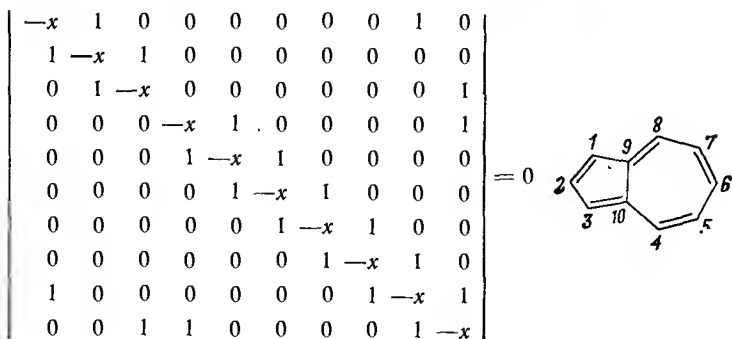 —x 1 0 0 0 0 0 0 1 0
1 —x 1 0 0 0 0 0 0 0
0 1 —x 0 0 0 0 0 0 1
0 0 0 —x 1 0 0 0 0 1
0 0 0 1 —x 1 0 0 0 0
0 0 0 0 1 —x 1 0 0 0
0 0 0 0 0 1 —x 1 0 0
0 0 0 0 0 0 1 —x 1 0
1 0 0 0 0 0 0 1 —x 1
0 0 1 1 0 0 0 0 1 —x
= 0
1 9 8 7
2 6
3 10 4 5